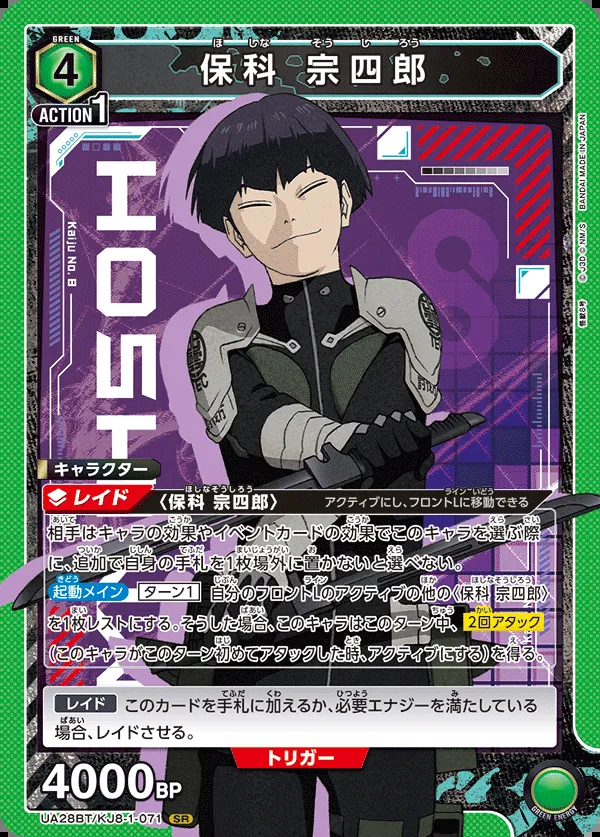 GREEN
4
ACTION 1
ほしな そうしろう
保科 宗四郎
©J3D ©N.M/S BANDAI MADE IN JAPAN
怪獣8号
Kaiju No. 8
HOSH
キャラクター
レイド 〈保科 宗四郎〉 アクティブにし、フロントLに移動できる
相手はキャラの効果やイベントカードの効果でこのキャラを選ぶ際
に、追加で自身の手札を1枚場外に置かないと選べない。
起動メイン ターン1 自分のフロントLのアクティブの他の〈保科 宗四郎〉
を1枚レストにする。そうした場合、このキャラはこのターン中、2回アタック
(このキャラがこのターン初めてアタックした時、アクティブにする)を得る。
レイド このカードを手札に加えるか、必要エナジーを満たしている
場合、レイドさせる。
トリガー
4000BP
UA28BT/KJ8-1-071 SR
GREEN ENERGY